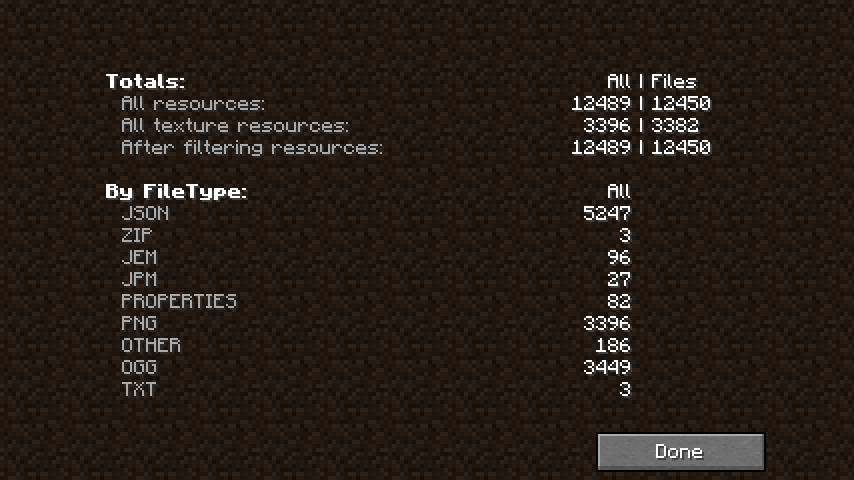 Totals: All | Files
All resources: 12489 | 12450
All texture resources: 3396 | 3382
After filtering resources: 12489 | 12450
By FileType: All
JSON 5247
ZIP 3
JEM 96
JPM 27
PROPERTIES 82
PNG 3396
OTHER 186
OGG 3449
TXT 3
Done